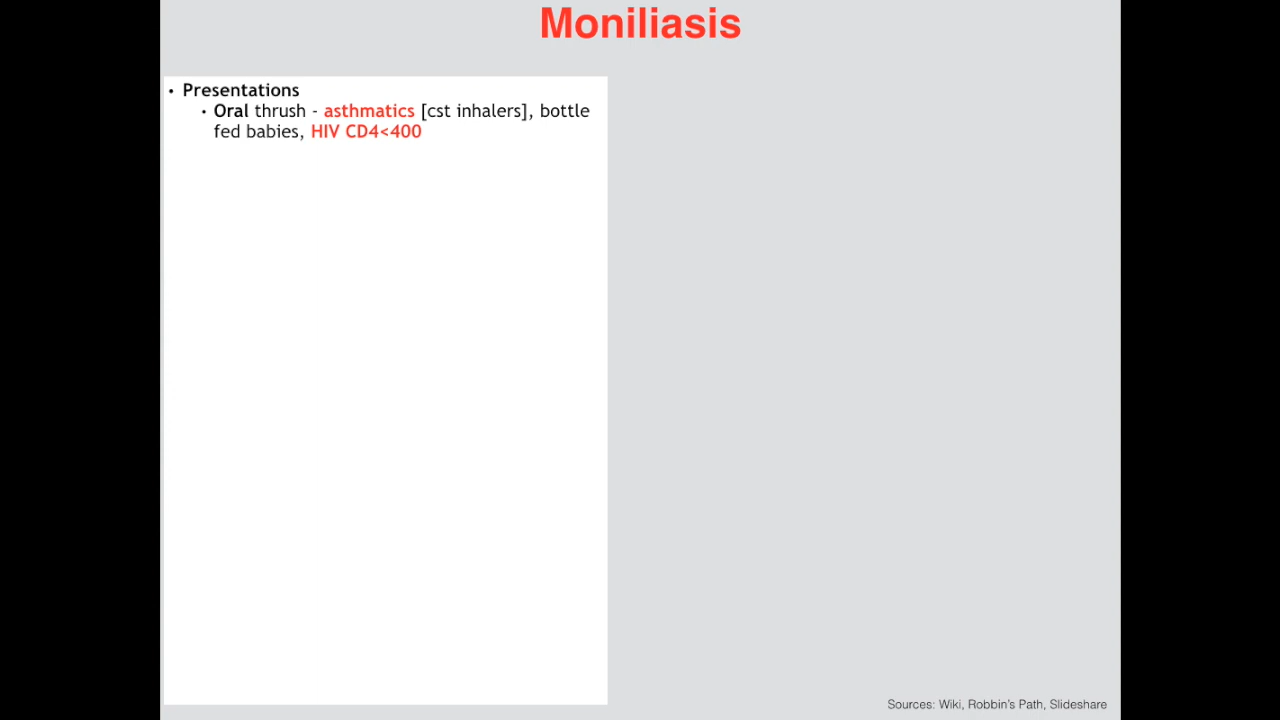 Moniliasis
• Presentations
• Oral thrush - asthmatics [cst inhalers], bottle
fed babies, HIV CD4<400
Sources: Wiki, Robbin's Path, Slideshare